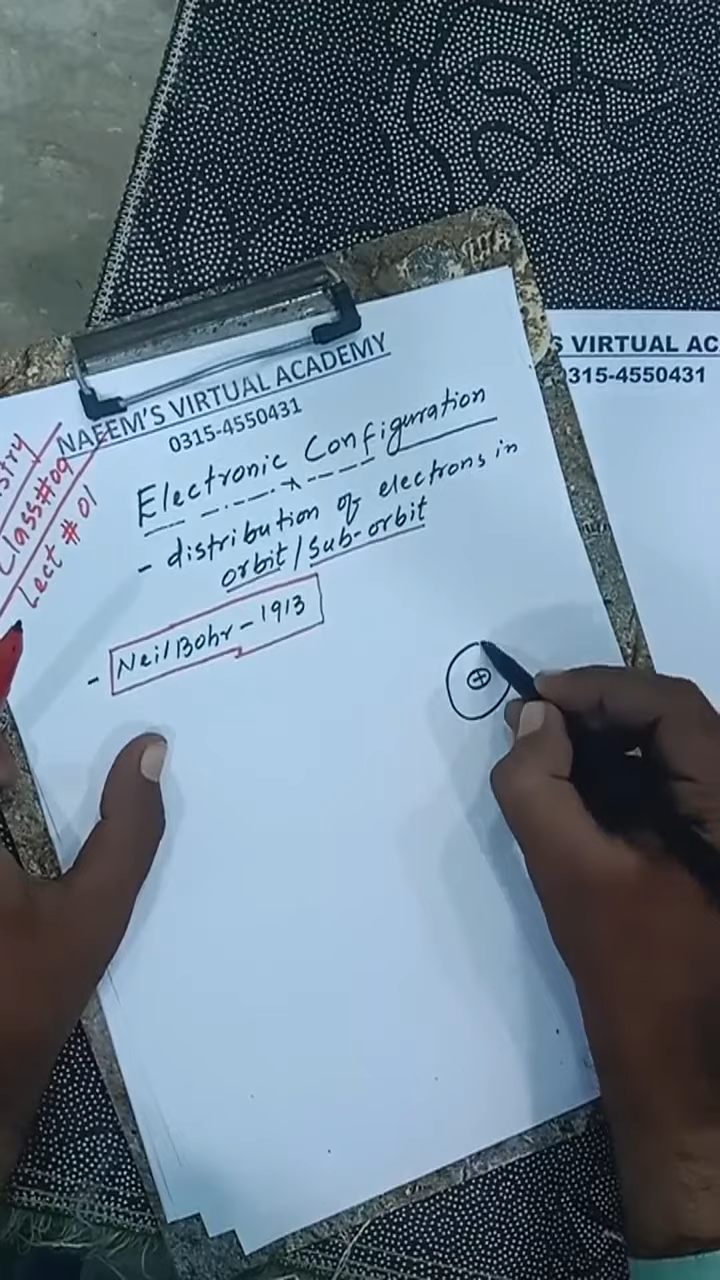 NAEEM'S VIRTUAL ACADEMY
0315-4550431
Class#09
Lect # 01
Electronic Configuration
- distribution of electrons in
orbit / Sub-orbit
- Neil Bohr - 1913
+
S VIRTUAL AC
0315-4550431